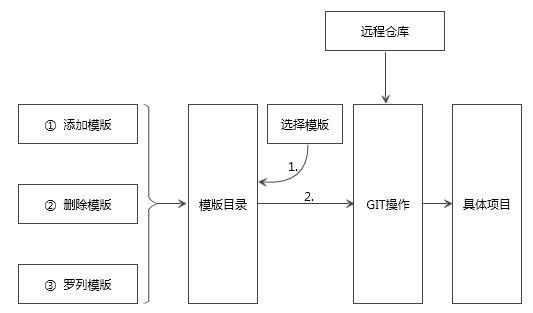 远程仓库
① 添加模版
选择模版
1.
② 删除模版
模版目录
2.
GIT操作
具体项目
③ 罗列模版